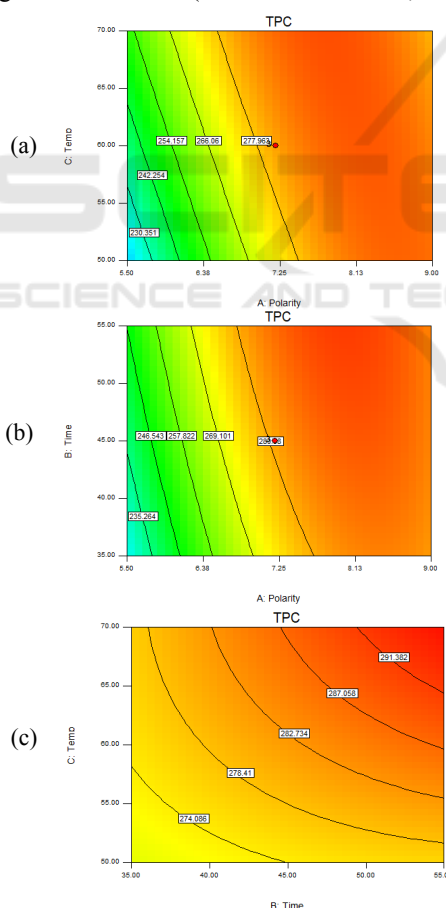 TPC
70.00
65.00
(a)
C: Temp
60.00
254.157 266.06 277.963
242.254
55.00
230.351
50.00
5.50 6.38 7.25 8.13 9.00
SCIENCE AND TE
A: Polarity
TPC
55.00
50.00
(b)
B: Time
45.00
246.543 257.822 269.101
40.00
235.264
35.00
5.50 6.38 7.25 8.13 9.00
A: Polarity
TPC
70.00
291.382
65.00
287.058
(c)
C: Temp
60.00
282.734
278.41
55.00
274.086
50.00
35.00 40.00 45.00 50.00 55.00
B: Time